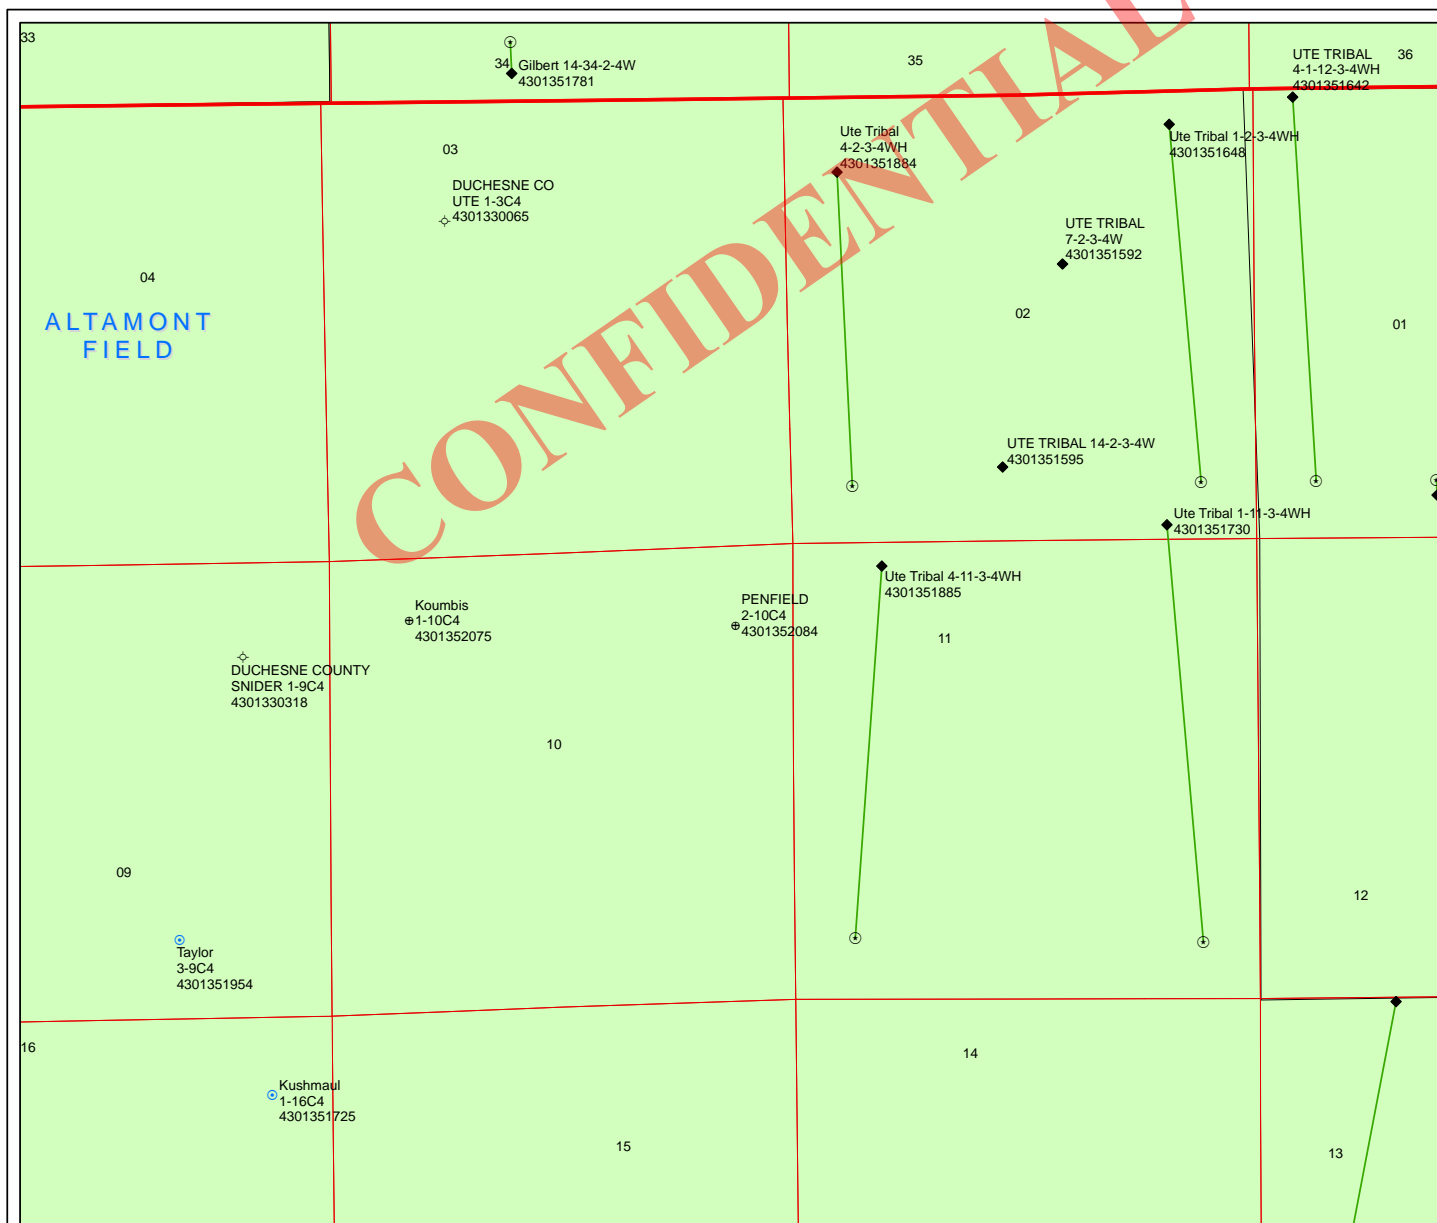 33
34
Gilbert 14-34-2-4W
4301351781
35
UTE TRIBAL
4-1-12-3-4WH
4301351642
36
03
DUCHESNE CO
UTE 1-3C4
4301330065
Ute Tribal
4-2-3-4WH
4301351884
Ute Tribal 1-2-3-4WH
4301351648
UTE TRIBAL
7-2-3-4W
4301351592
04
ALTAMONT
FIELD
02
01
CONFIDENTIAL
UTE TRIBAL 14-2-3-4W
4301351595
Ute Tribal 1-11-3-4WH
4301351730
Ute Tribal 4-11-3-4WH
4301351885
Koumbis
1-10C4
4301352075
PENFIELD
2-10C4
4301352084
11
DUCHESNE COUNTY
SNIDER 1-9C4
4301330318
10
09
12
Taylor
3-9C4
4301351954
16
14
Kushmaul
1-16C4
4301351725
15
13